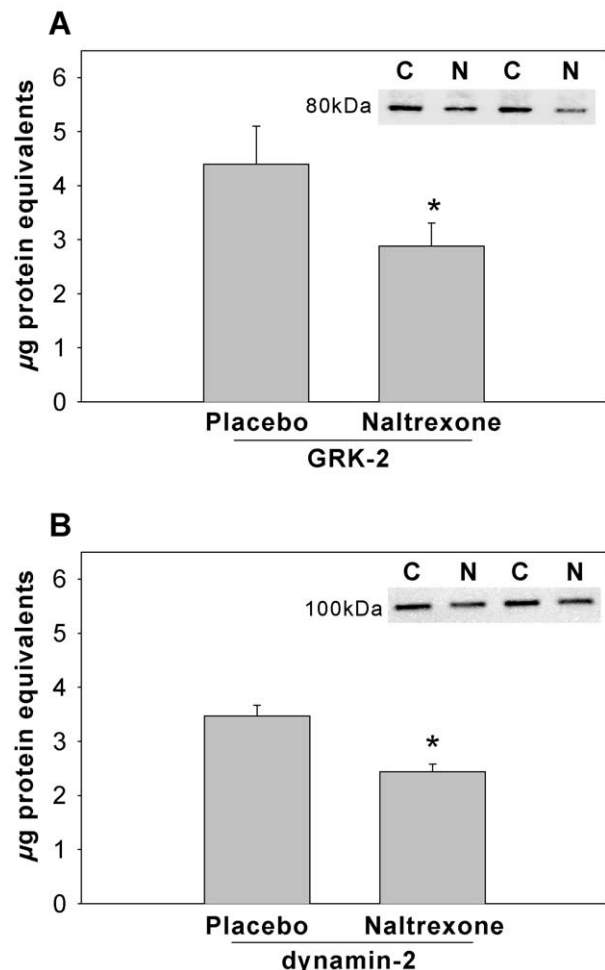 A
µg protein equivalents
6
5
4
3
2
1
0
C N C N
80kDa
*
Placebo Naltrexone
GRK-2
B
µg protein equivalents
6
5
4
3
2
1
0
C N C N
100kDa
*
Placebo Naltrexone
dynamin-2